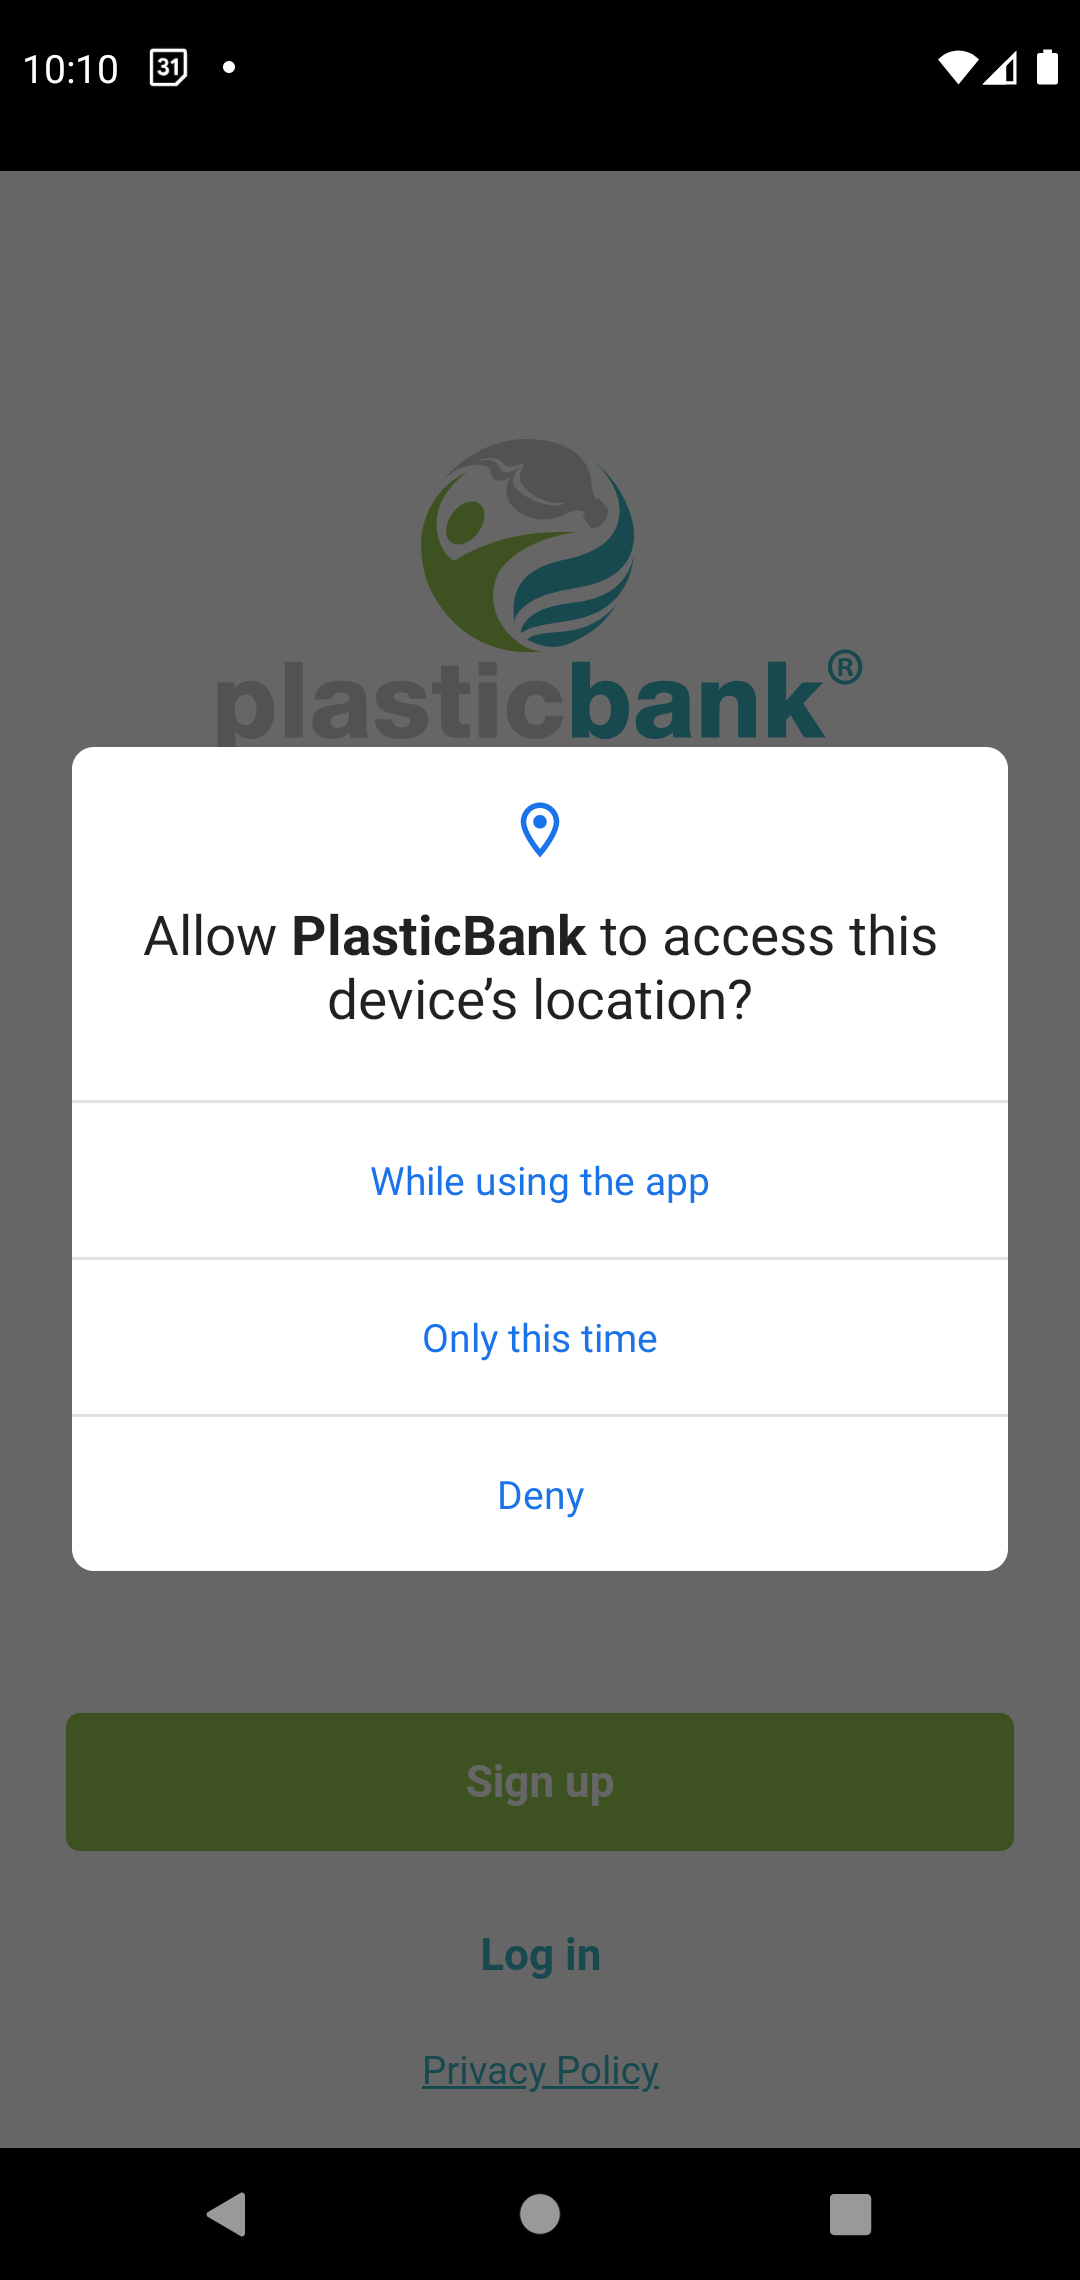 10:10 31
plasticbank®
Allow PlasticBank to access this
device’s location?
While using the app
Only this time
Deny
Sign up
Log in
Privacy Policy